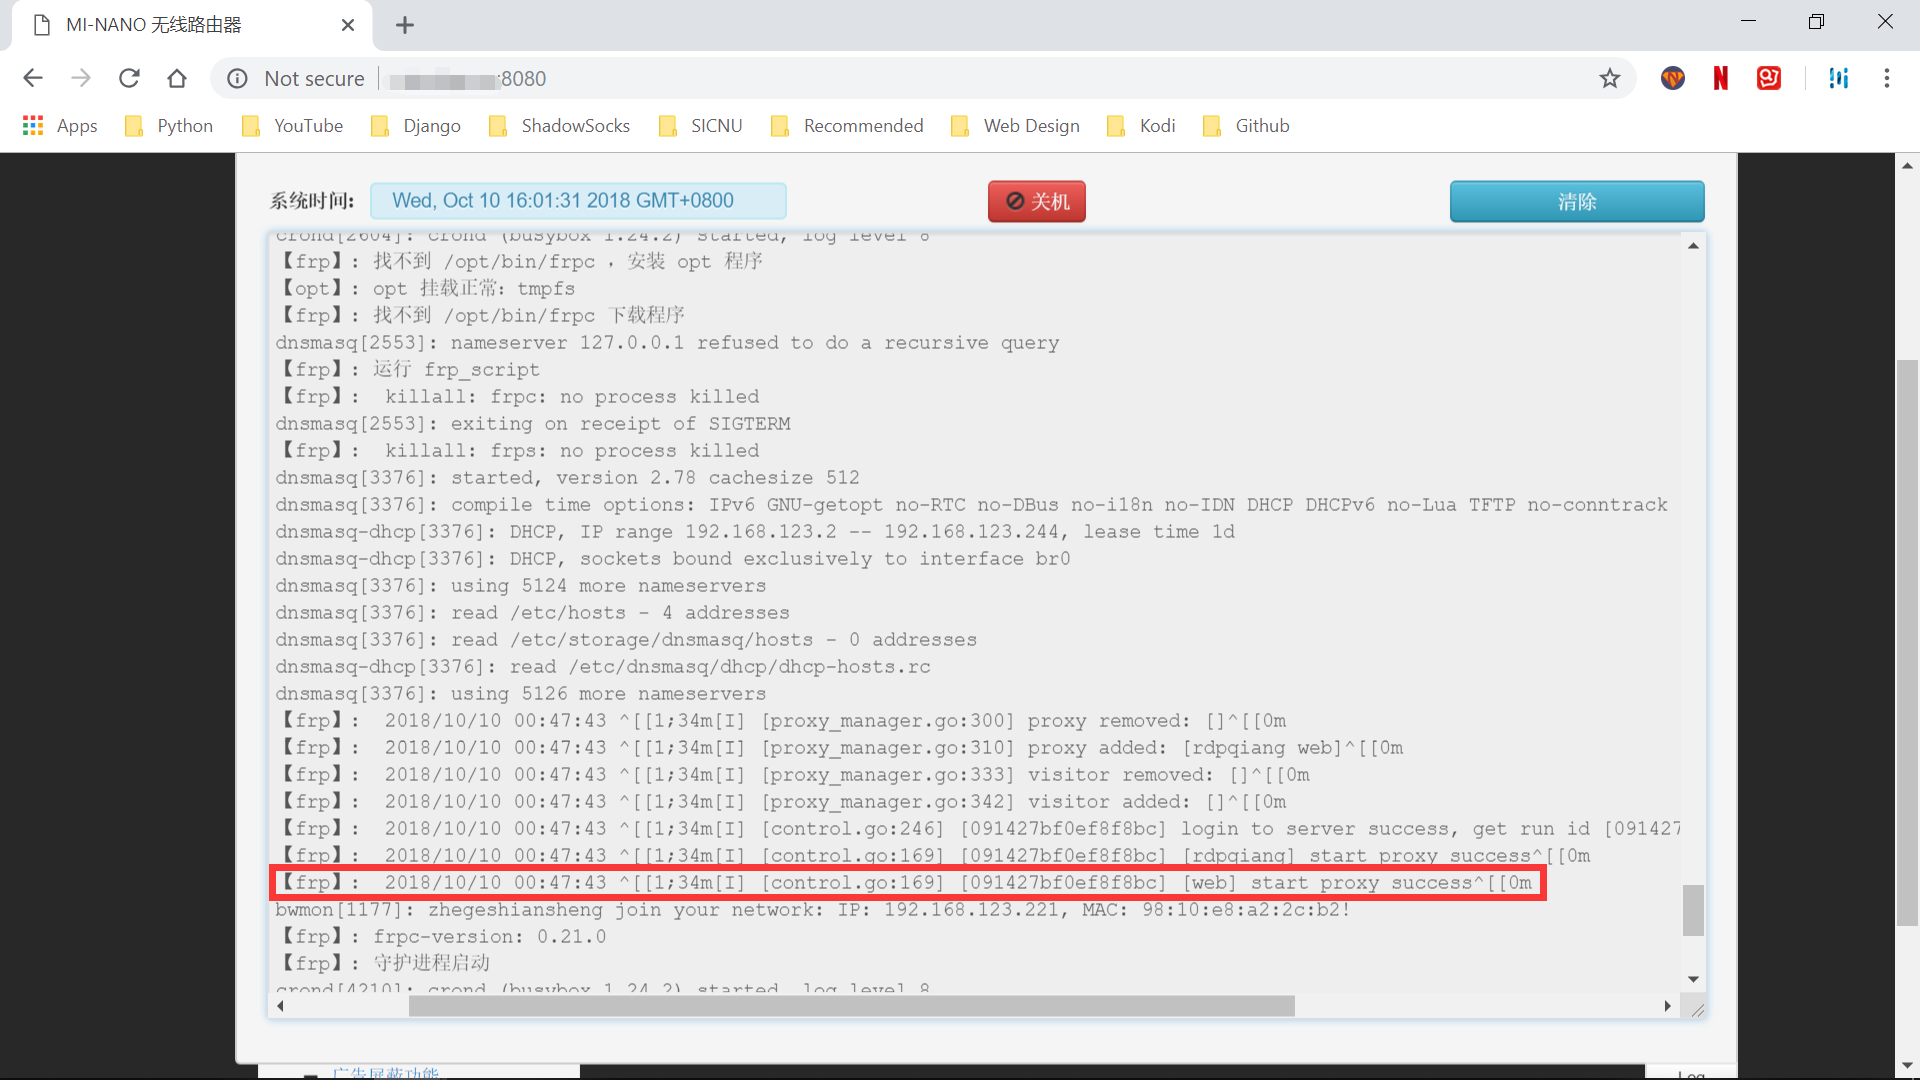 MI-NANO 无线路由器
Not secure
:8080
Apps Python YouTube Django ShadowSocks SICNU Recommended Web Design Kodi Github
系统时间: Wed, Oct 10 16:01:31 2018 GMT+0800 关机 清除
crond[2604]: crond (busybox 1.24.2) started, log level 8
【frp】: 找不到 /opt/bin/frpc ，安装 opt 程序
【opt】: opt 挂载正常: tmpfs
【frp】: 找不到 /opt/bin/frpc 下载程序
dnsmasq[2553]: nameserver 127.0.0.1 refused to do a recursive query
【frp】: 运行 frp_script
【frp】: killall: frpc: no process killed
dnsmasq[2553]: exiting on receipt of SIGTERM
【frp】: killall: frps: no process killed
dnsmasq[3376]: started, version 2.78 cachesize 512
dnsmasq[3376]: compile time options: IPv6 GNU-getopt no-RTC no-DBus no-i18n no-IDN DHCP DHCPv6 no-Lua TFTP no-conntrack
dnsmasq-dhcp[3376]: DHCP, IP range 192.168.123.2 -- 192.168.123.244, lease time 1d
dnsmasq-dhcp[3376]: DHCP, sockets bound exclusively to interface br0
dnsmasq[3376]: using 5124 more nameservers
dnsmasq[3376]: read /etc/hosts - 4 addresses
dnsmasq[3376]: read /etc/storage/dnsmasq/hosts - 0 addresses
dnsmasq-dhcp[3376]: read /etc/dnsmasq/dhcp/dhcp-hosts.rc
dnsmasq[3376]: using 5126 more nameservers
【frp】: 2018/10/10 00:47:43 ^[[1;34m[I] [proxy_manager.go:300] proxy removed: []^[[0m
【frp】: 2018/10/10 00:47:43 ^[[1;34m[I] [proxy_manager.go:310] proxy added: [rdpqiang web]^[[0m
【frp】: 2018/10/10 00:47:43 ^[[1;34m[I] [proxy_manager.go:333] visitor removed: []^[[0m
【frp】: 2018/10/10 00:47:43 ^[[1;34m[I] [proxy_manager.go:342] visitor added: []^[[0m
【frp】: 2018/10/10 00:47:43 ^[[1;34m[I] [control.go:246] [091427bf0ef8f8bc] login to server success, get run id [091427
【frp】: 2018/10/10 00:47:43 ^[[1;34m[I] [control.go:169] [091427bf0ef8f8bc] [rdpqiang] start proxy success^[[0m
【frp】: 2018/10/10 00:47:43 ^[[1;34m[I] [control.go:169] [091427bf0ef8f8bc] [web] start proxy success^[[0m
bwmon[1177]: zhegeshiansheng join your network: IP: 192.168.123.221, MAC: 98:10:e8:a2:2c:b2!
【frp】: frpc-version: 0.21.0
【frp】: 守护进程启动
crond[4210]: crond (busybox 1.24.2) started, log level 8
广告屏蔽功能
Log